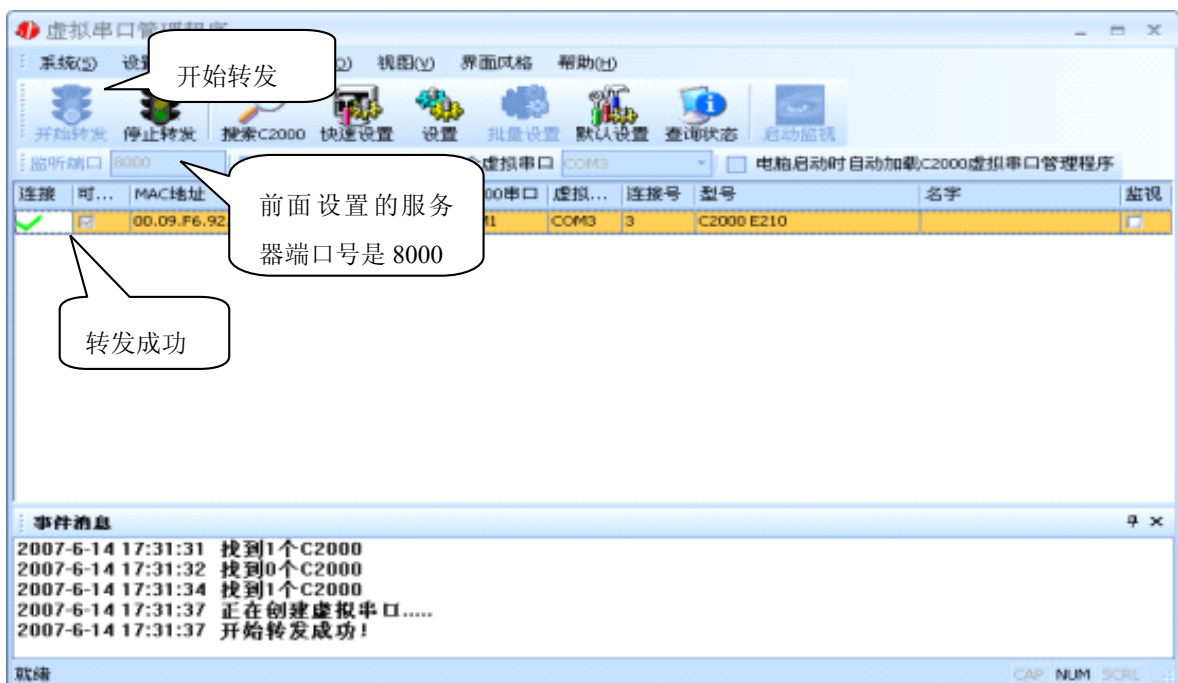 虚拟串口管理程序
系统(S) 视图(V) 界面风格 帮助(H)
开始转发
开始转发 停止转发 搜索C2000 快速设置 设置 批量设置 默认设置 查询状态 启动监视
监听端口 8000 虚拟串口 COM3 电脑启动时自动加载C2000虚拟串口管理程序
连接 可... MAC地址 00串口 虚拟... 连接号 型号 名字 监视
00.09.F6.92. COM3 3 C2000 E210
前面设置的服务
器端口号是 8000
转发成功
事件消息
2007-6-14 17:31:31 找到1个C2000
2007-6-14 17:31:32 找到0个C2000
2007-6-14 17:31:34 找到1个C2000
2007-6-14 17:31:37 正在创建虚拟串口.....
2007-6-14 17:31:37 开始转发成功!
就绪 CAP NUM SCRL